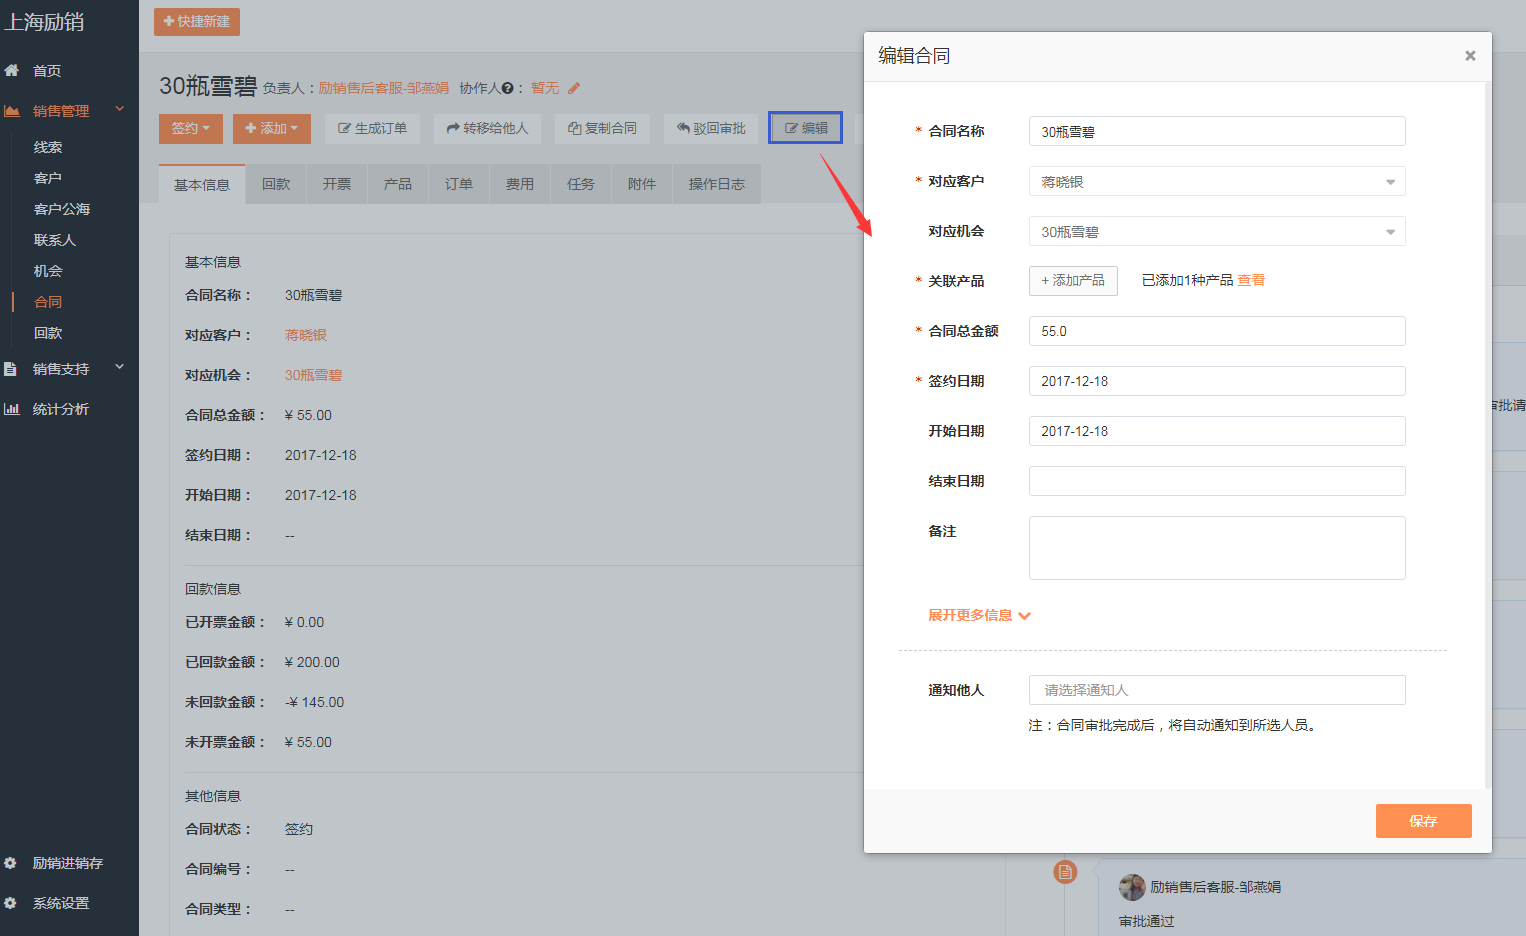 上海励销
快捷新建
首页
销售管理
线索
客户
客户公海
联系人
机会
合同
回款
销售支持
统计分析
励销进销存
系统设置
30瓶雪碧 负责人：励销售后客服-邹燕娟 协作人：暂无
签约
添加
生成订单
转移给他人
复制合同
驳回审批
编辑
基本信息
回款
开票
产品
订单
费用
任务
附件
操作日志
基本信息
合同名称： 30瓶雪碧
对应客户： 蒋晓银
对应机会： 30瓶雪碧
合同总金额： ¥ 55.00
签约日期： 2017-12-18
开始日期： 2017-12-18
结束日期： --
回款信息
已开票金额： ¥ 0.00
已回款金额： ¥ 200.00
未回款金额： -¥ 145.00
未开票金额： ¥ 55.00
其他信息
合同状态： 签约
合同编号： --
合同类型： --
编辑合同 ×
* 合同名称 30瓶雪碧
* 对应客户 蒋晓银
对应机会 30瓶雪碧
* 关联产品 + 添加产品 已添加1种产品 查看
* 合同总金额 55.0
* 签约日期 2017-12-18
开始日期 2017-12-18
结束日期
备注
展开更多信息
通知他人 请选择通知人
注：合同审批完成后，将自动通知到所选人员。
保存
审批请
励销售后客服-邹燕娟
审批通过